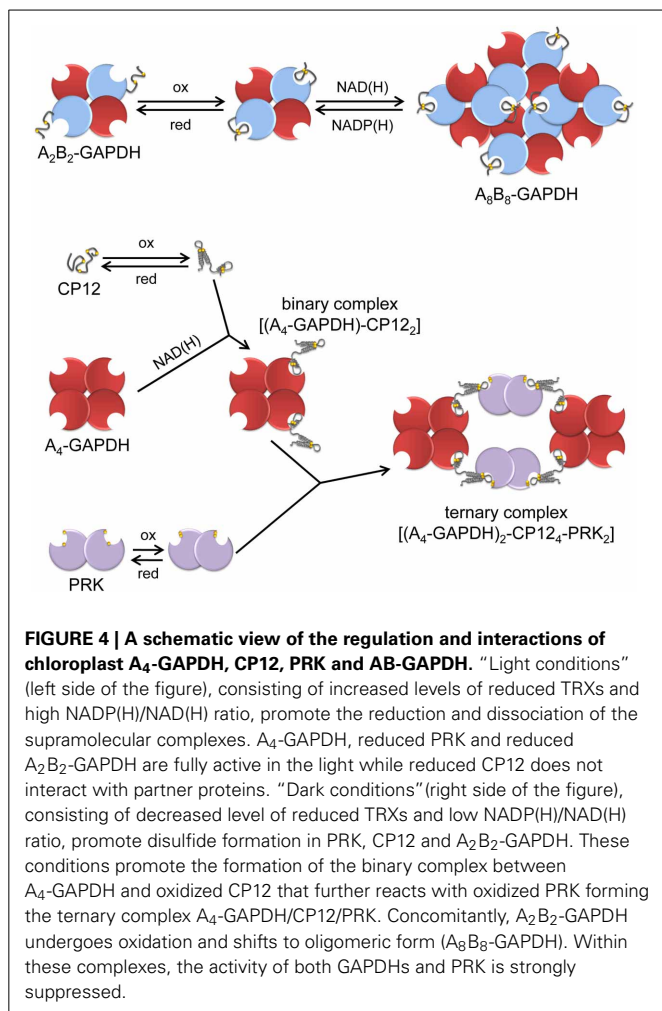 ox
red
NAD(H)
NADP(H)
A₂B₂-GAPDH
A₈B₈-GAPDH
ox
red
CP12
binary complex
[(A₄-GAPDH)-CP12₂]
NAD(H)
A₄-GAPDH
ternary complex
[(A₄-GAPDH)₂-CP12₄-PRK₂]
ox
red
PRK
FIGURE 4 | A schematic view of the regulation and interactions of
chloroplast A₄-GAPDH, CP12, PRK and AB-GAPDH. “Light conditions”
(left side of the figure), consisting of increased levels of reduced TRXs and
high NADP(H)/NAD(H) ratio, promote the reduction and dissociation of the
supramolecular complexes. A₄-GAPDH, reduced PRK and reduced
A₂B₂-GAPDH are fully active in the light while reduced CP12 does not
interact with partner proteins. “Dark conditions”(right side of the figure),
consisting of decreased level of reduced TRXs and low NADP(H)/NAD(H)
ratio, promote disulfide formation in PRK, CP12 and A₂B₂-GAPDH. These
conditions promote the formation of the binary complex between
A₄-GAPDH and oxidized CP12 that further reacts with oxidized PRK forming
the ternary complex A₄-GAPDH/CP12/PRK. Concomitantly, A₂B₂-GAPDH
undergoes oxidation and shifts to oligomeric form (A₈B₈-GAPDH). Within
these complexes, the activity of both GAPDHs and PRK is strongly
suppressed.